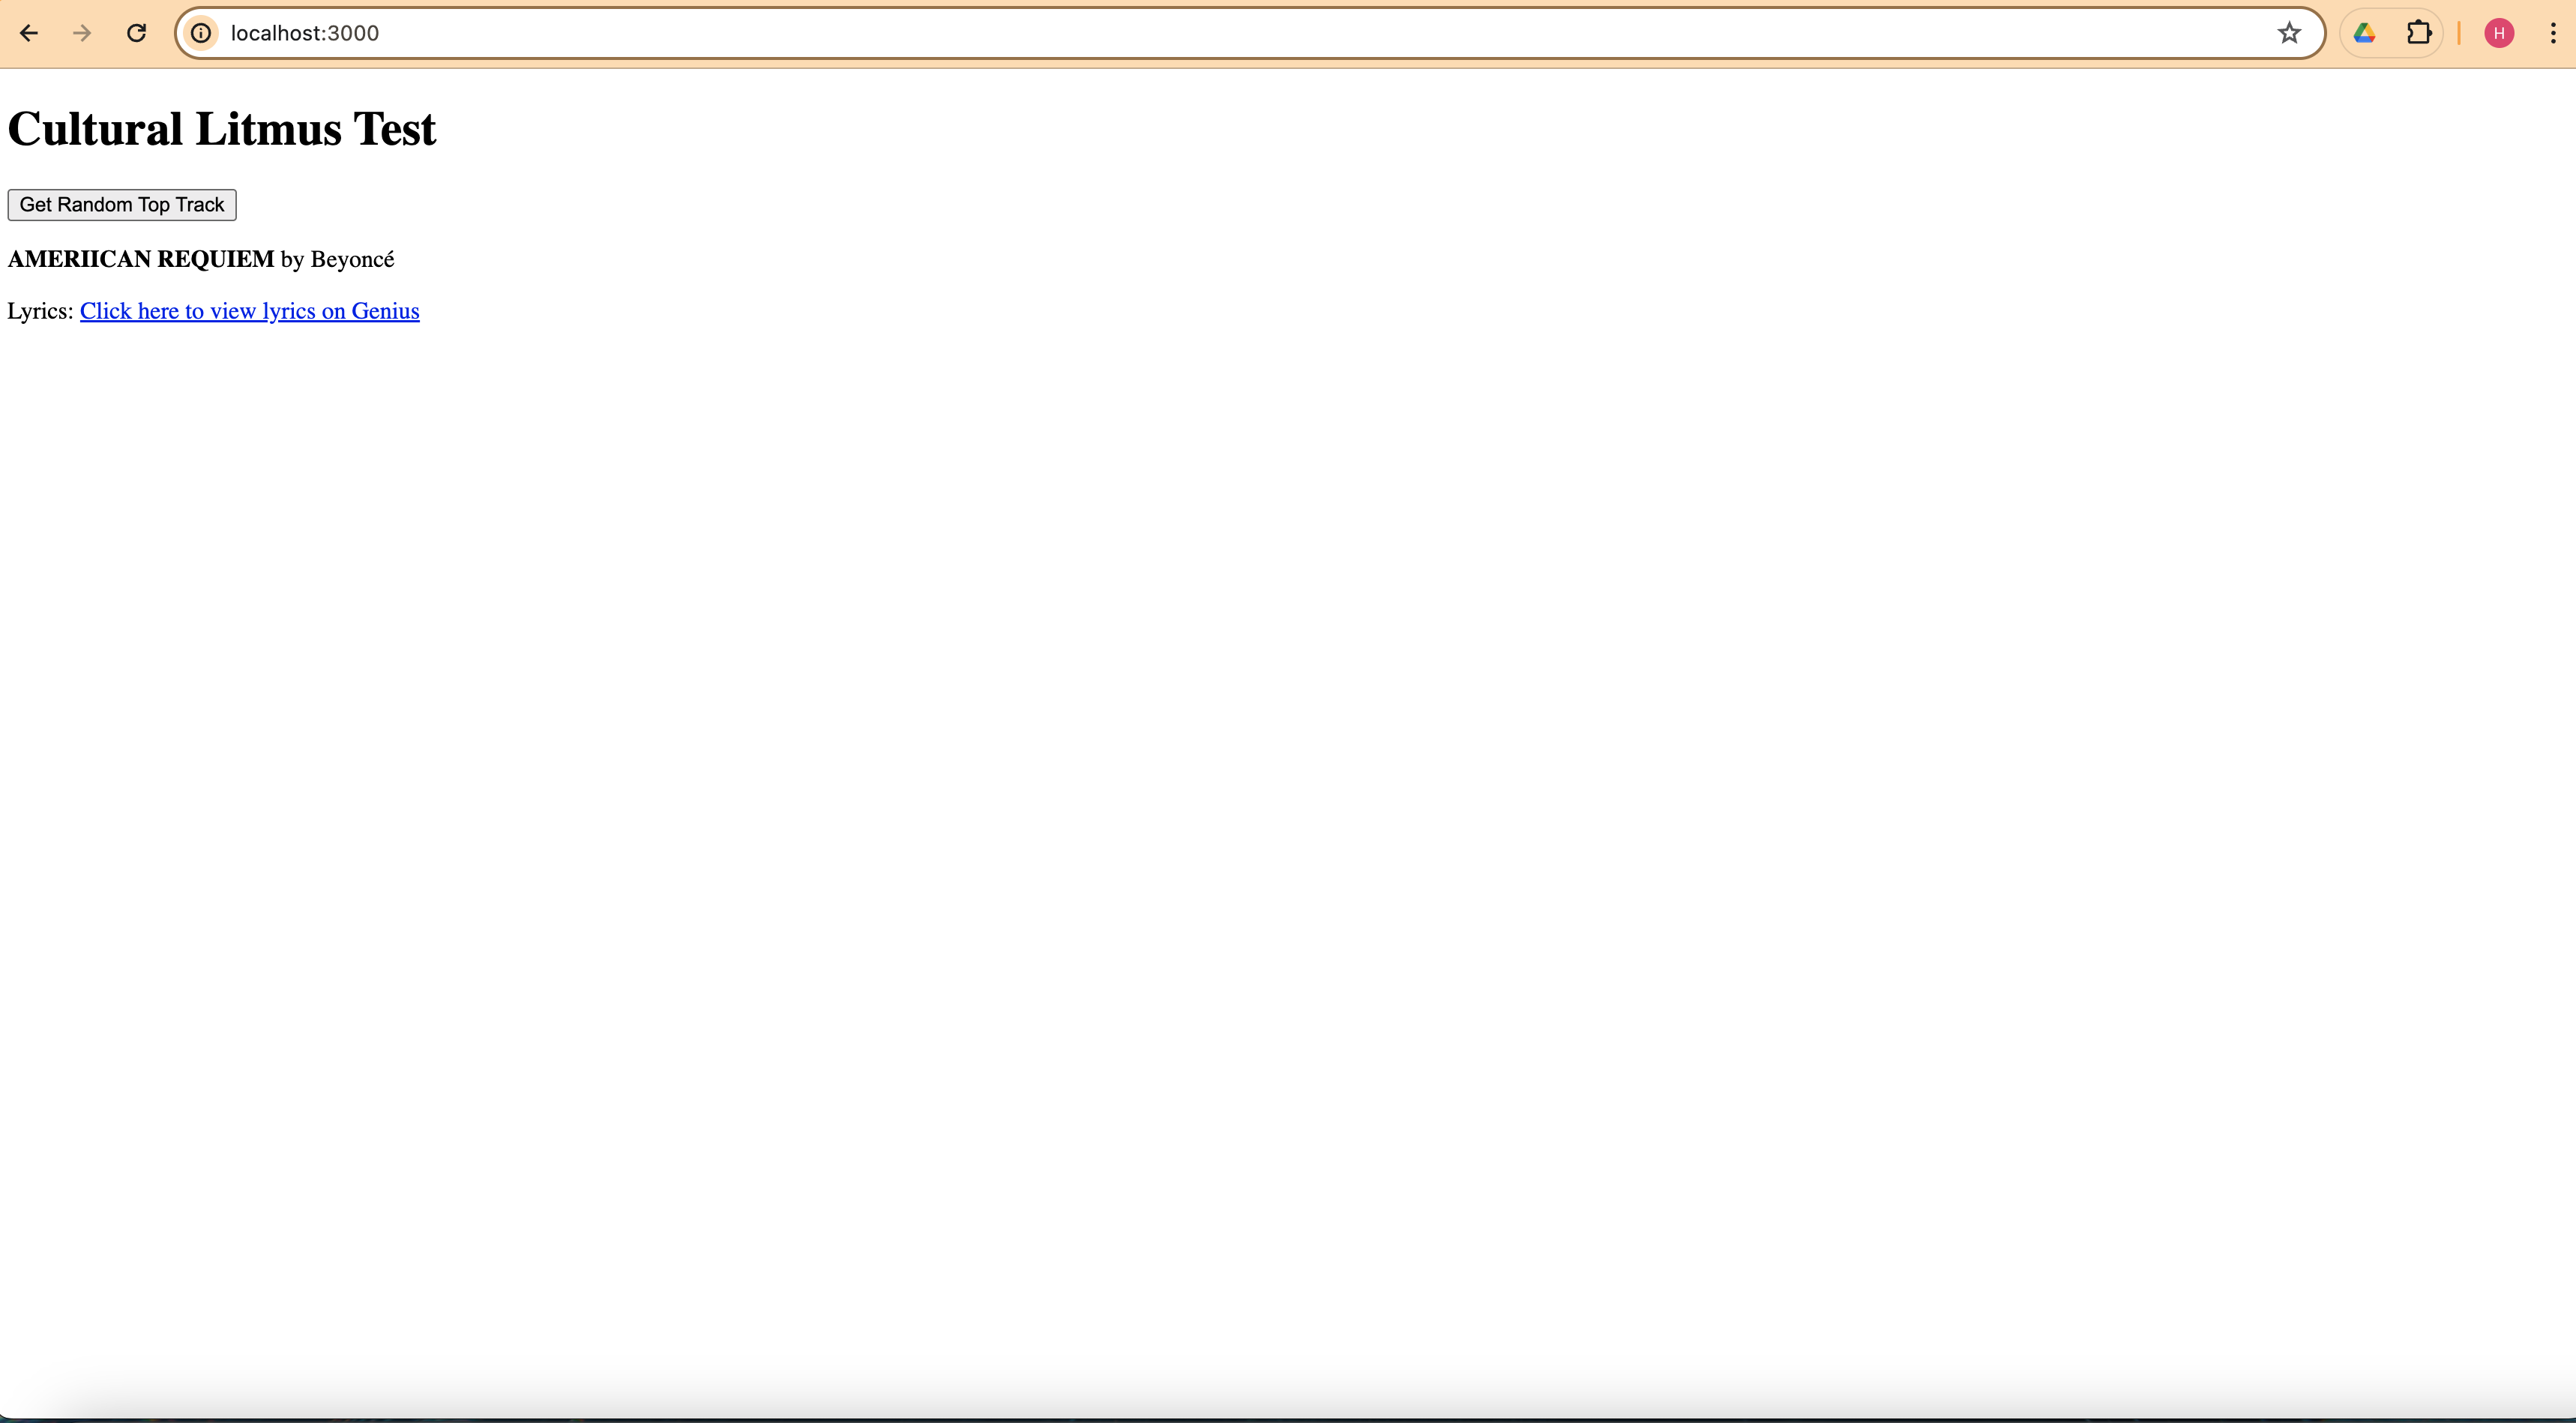 localhost:3000
H
Cultural Litmus Test
Get Random Top Track
AMERIICAN REQUIEM by Beyoncé
Lyrics: Click here to view lyrics on Genius